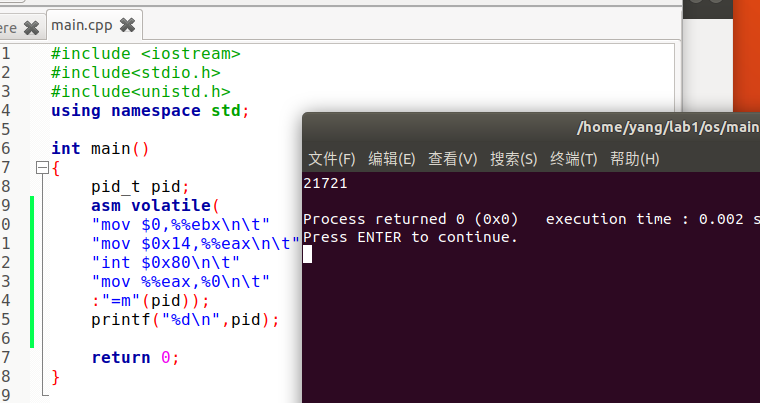 ere
main.cpp
1 #include <iostream>
2 #include<stdio.h>
3 #include<unistd.h>
4 using namespace std;
5
6 int main()
7 {
8 pid_t pid;
9 asm volatile(
0 "mov $0,%%ebx\n\t"
1 "mov $0x14,%%eax\n\t"
2 "int $0x80\n\t"
3 "mov %%eax,%0\n\t"
4 :"=m"(pid));
5 printf("%d\n",pid);
6
7 return 0;
8 }
9
/home/yang/lab1/os/main
文件(F) 编辑(E) 查看(V) 搜索(S) 终端(T) 帮助(H)
21721
Process returned 0 (0x0) execution time : 0.002 s
Press ENTER to continue.